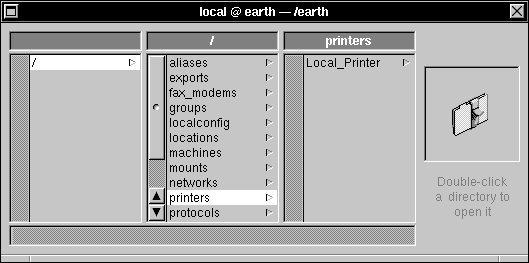 local @ earth — /earth
/
printers
/
aliases
exports
fax_modems
groups
localconfig
locations
machines
mounts
networks
printers
protocols
Local_Printer
Double-click
a directory to
open it